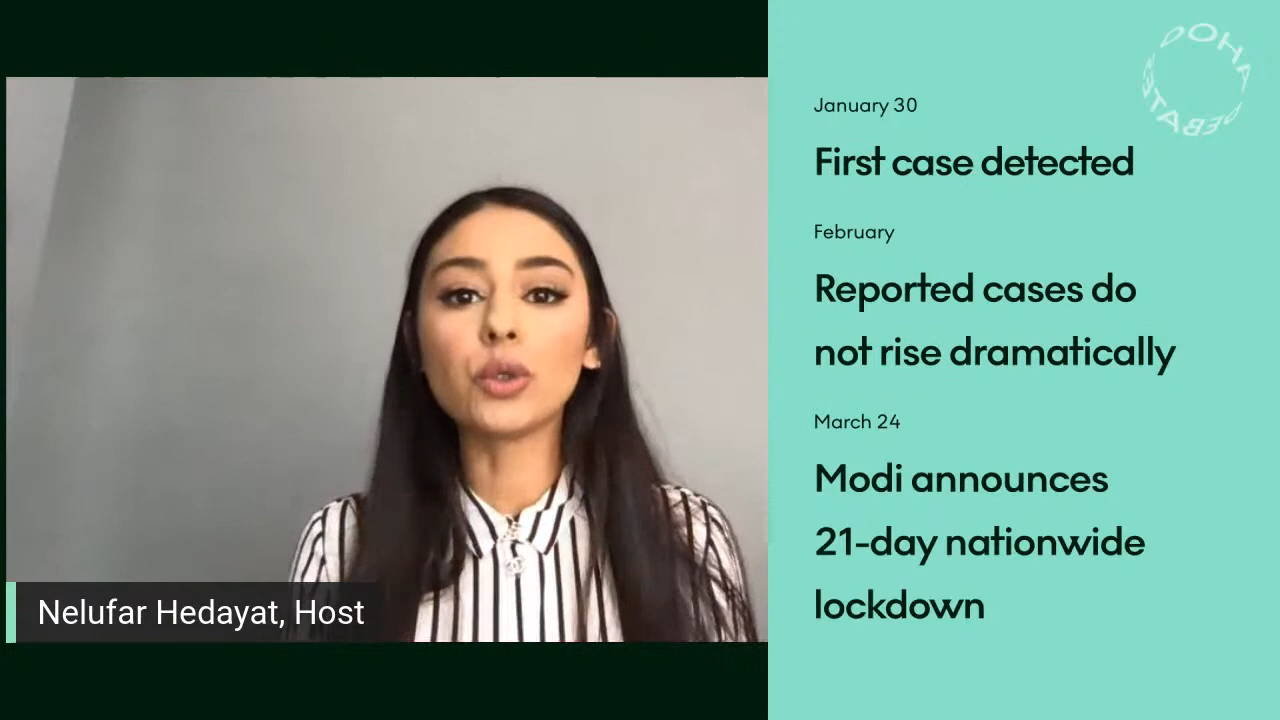 Nelufar Hedayat, Host
DOHA
DEBATES
January 30
First case detected
February
Reported cases do
not rise dramatically
March 24
Modi announces
21-day nationwide
lockdown